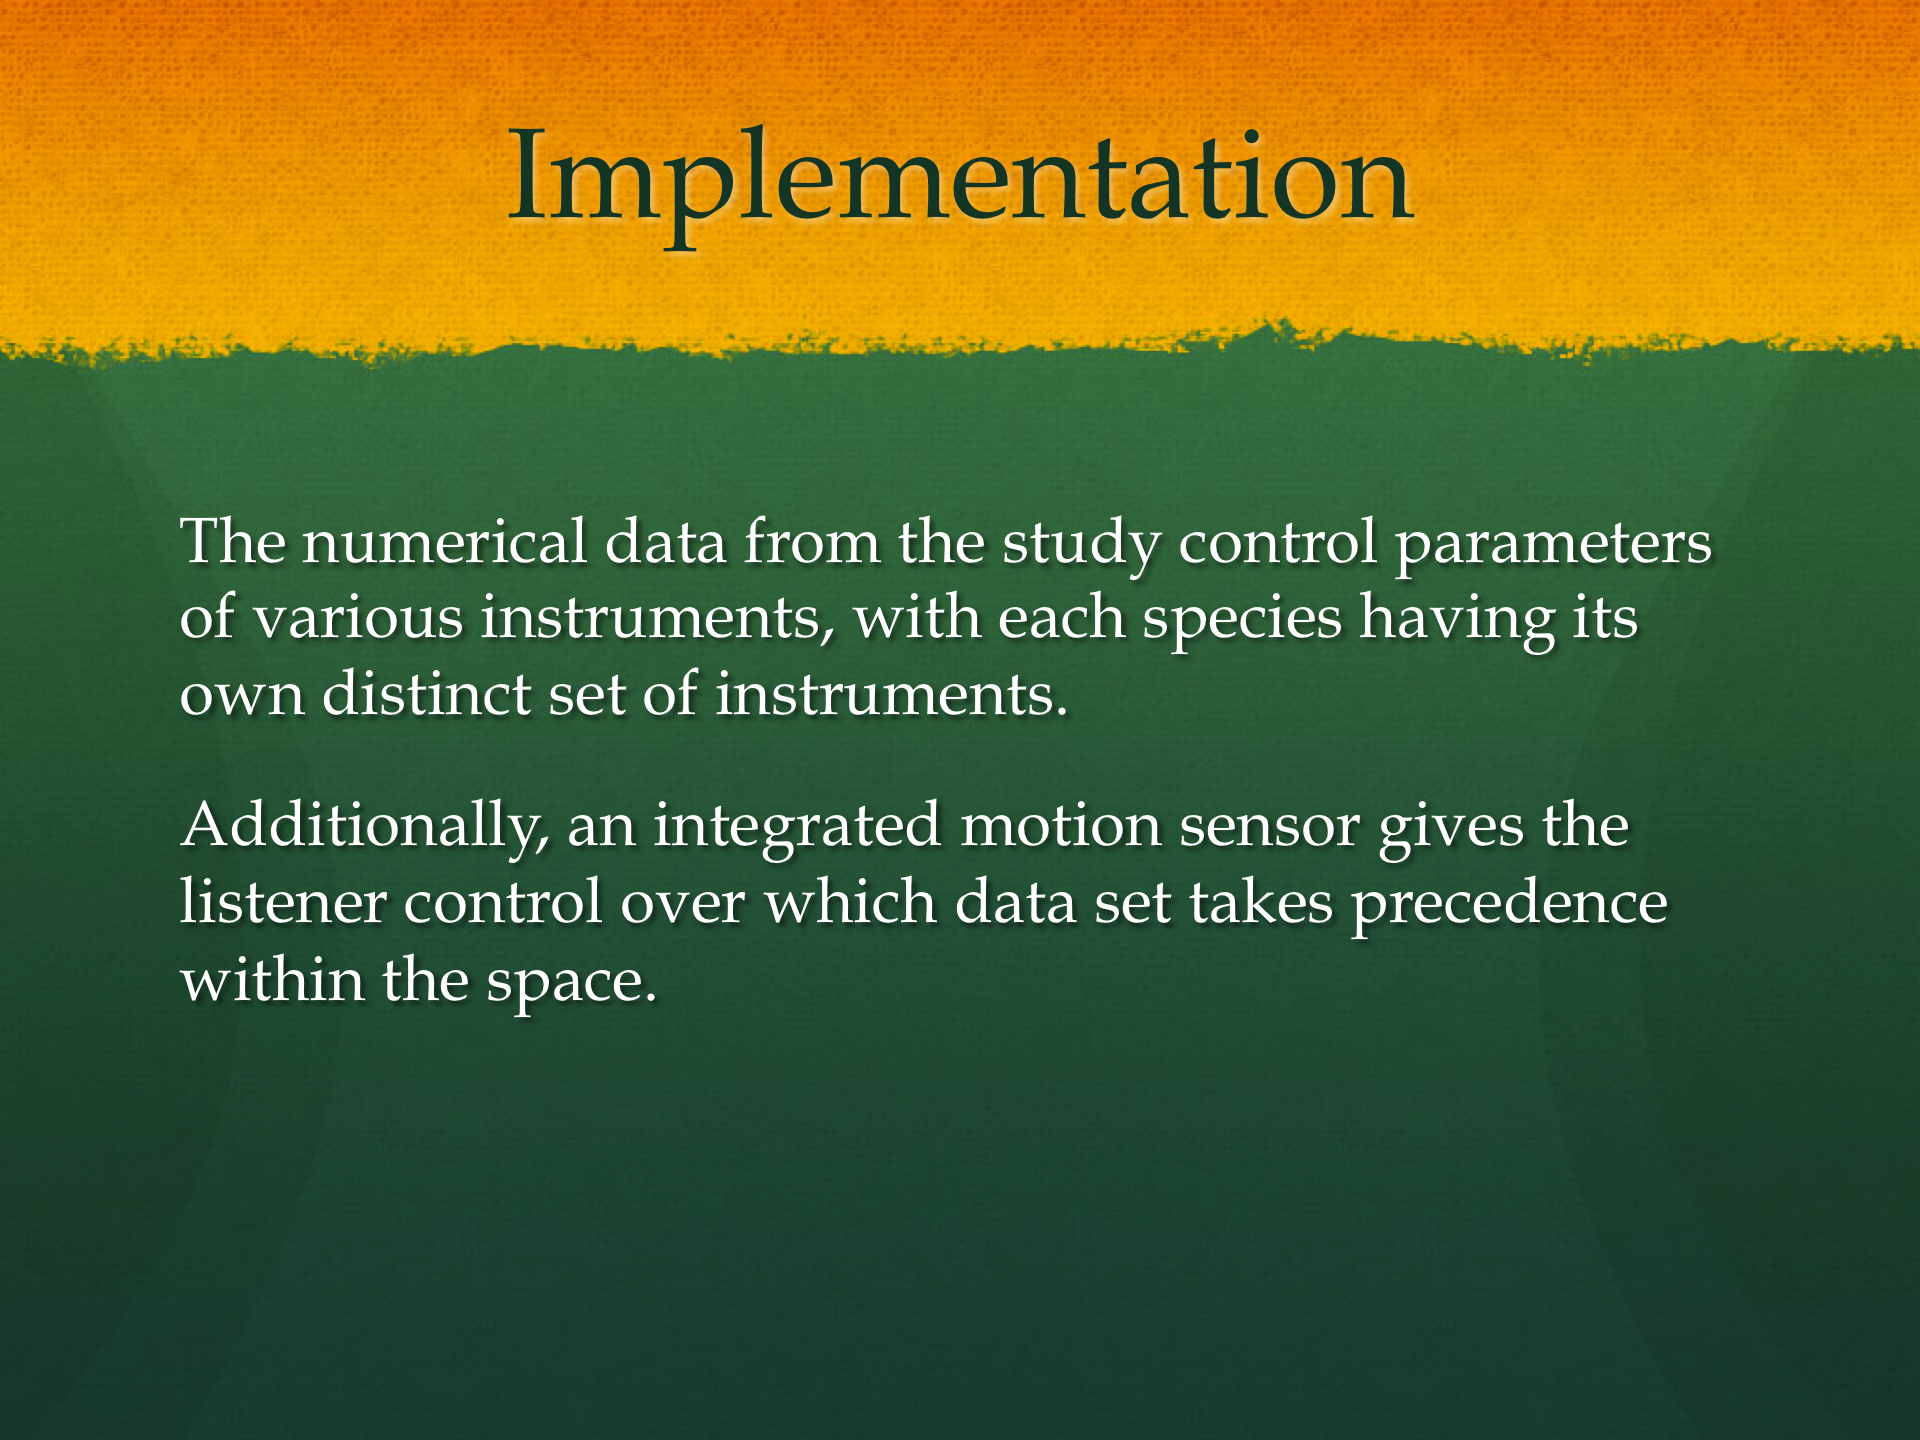 Implementation
The numerical data from the study control parameters
of various instruments, with each species having its
own distinct set of instruments.
Additionally, an integrated motion sensor gives the
listener control over which data set takes precedence
within the space.